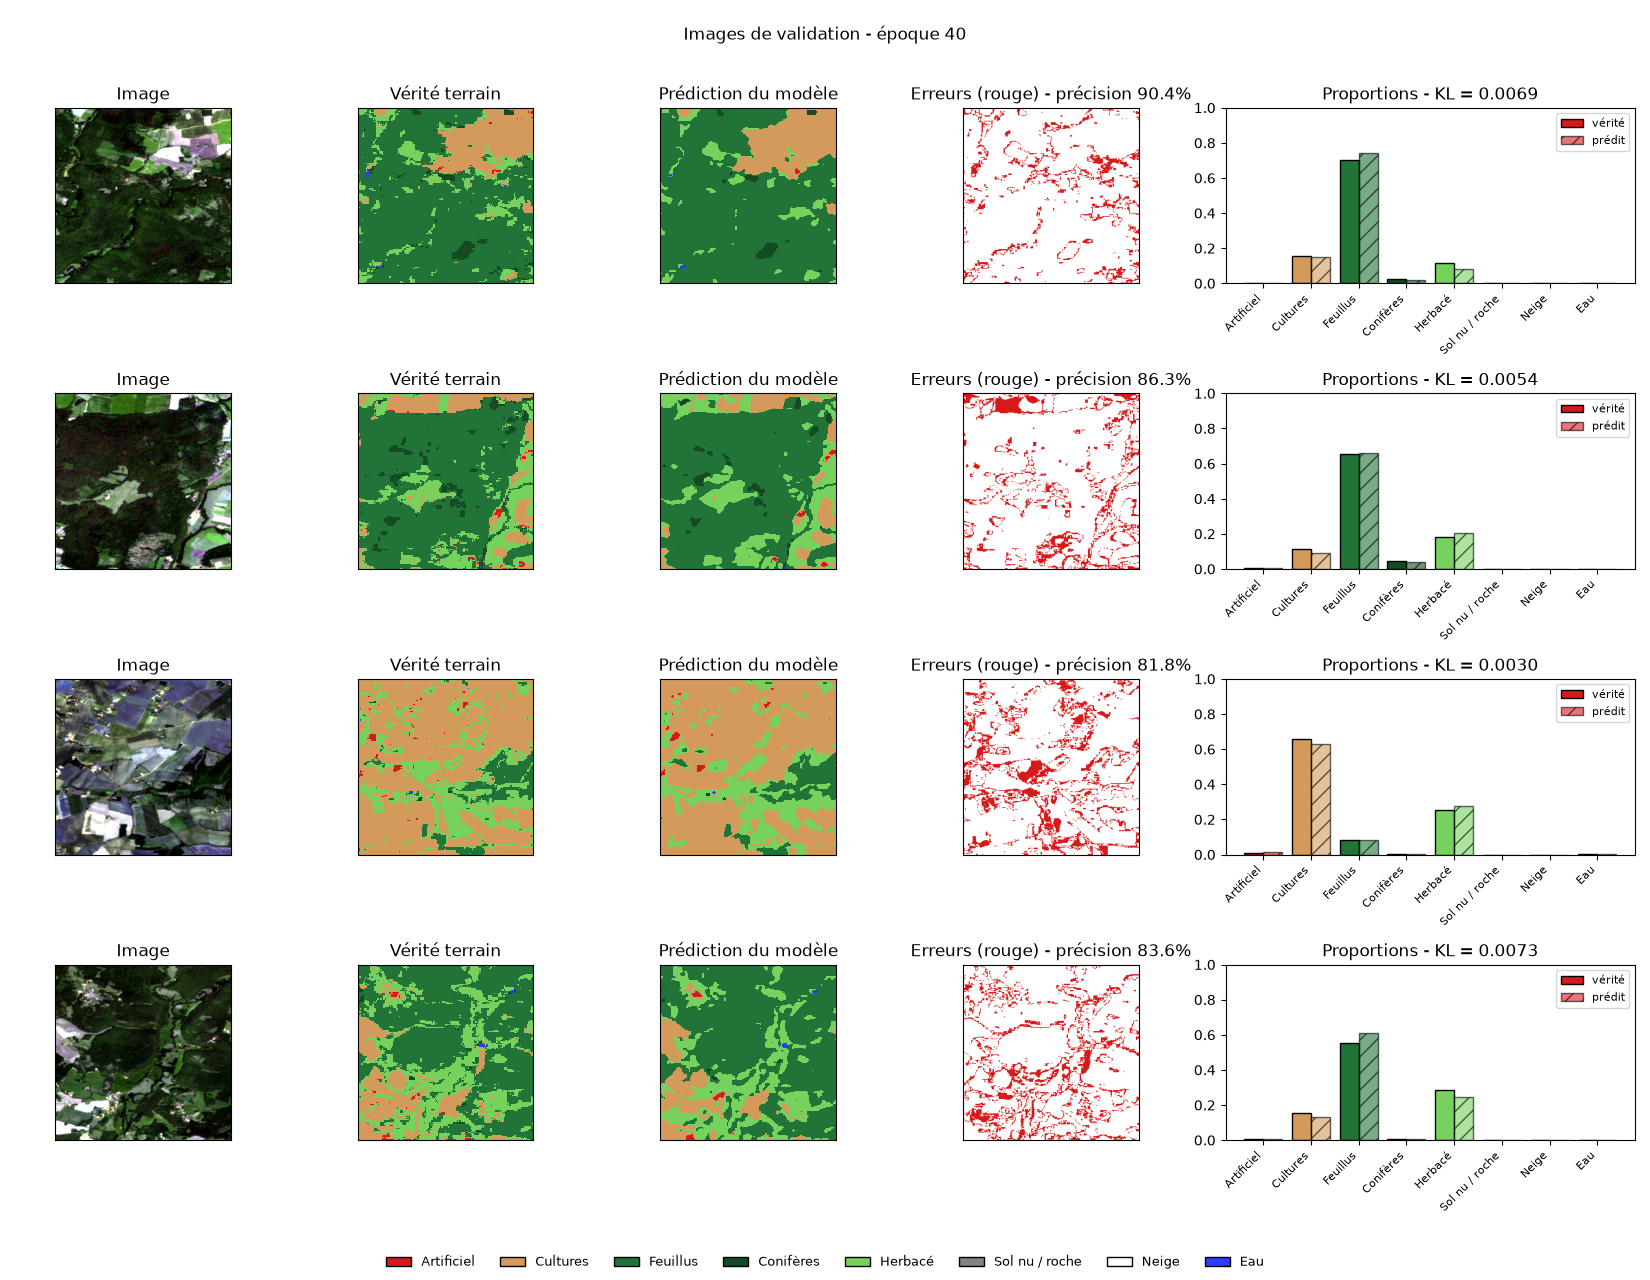 Images de validation - époque 40
Image
Vérité terrain
Prédiction du modèle
Erreurs (rouge) - précision 90.4%
Proportions - KL = 0.0069
1.0
0.8
0.6
0.4
0.2
0.0
vérité
prédit
Artificiel
Cultures
Feuillus
Conifères
Herbacé
Sol nu / roche
Neige
Eau
Image
Vérité terrain
Prédiction du modèle
Erreurs (rouge) - précision 86.3%
Proportions - KL = 0.0054
1.0
0.8
0.6
0.4
0.2
0.0
vérité
prédit
Artificiel
Cultures
Feuillus
Conifères
Herbacé
Sol nu / roche
Neige
Eau
Image
Vérité terrain
Prédiction du modèle
Erreurs (rouge) - précision 81.8%
Proportions - KL = 0.0030
1.0
0.8
0.6
0.4
0.2
0.0
vérité
prédit
Artificiel
Cultures
Feuillus
Conifères
Herbacé
Sol nu / roche
Neige
Eau
Image
Vérité terrain
Prédiction du modèle
Erreurs (rouge) - précision 83.6%
Proportions - KL = 0.0073
1.0
0.8
0.6
0.4
0.2
0.0
vérité
prédit
Artificiel
Cultures
Feuillus
Conifères
Herbacé
Sol nu / roche
Neige
Eau
Artificiel Cultures Feuillus Conifères Herbacé Sol nu / roche Neige Eau